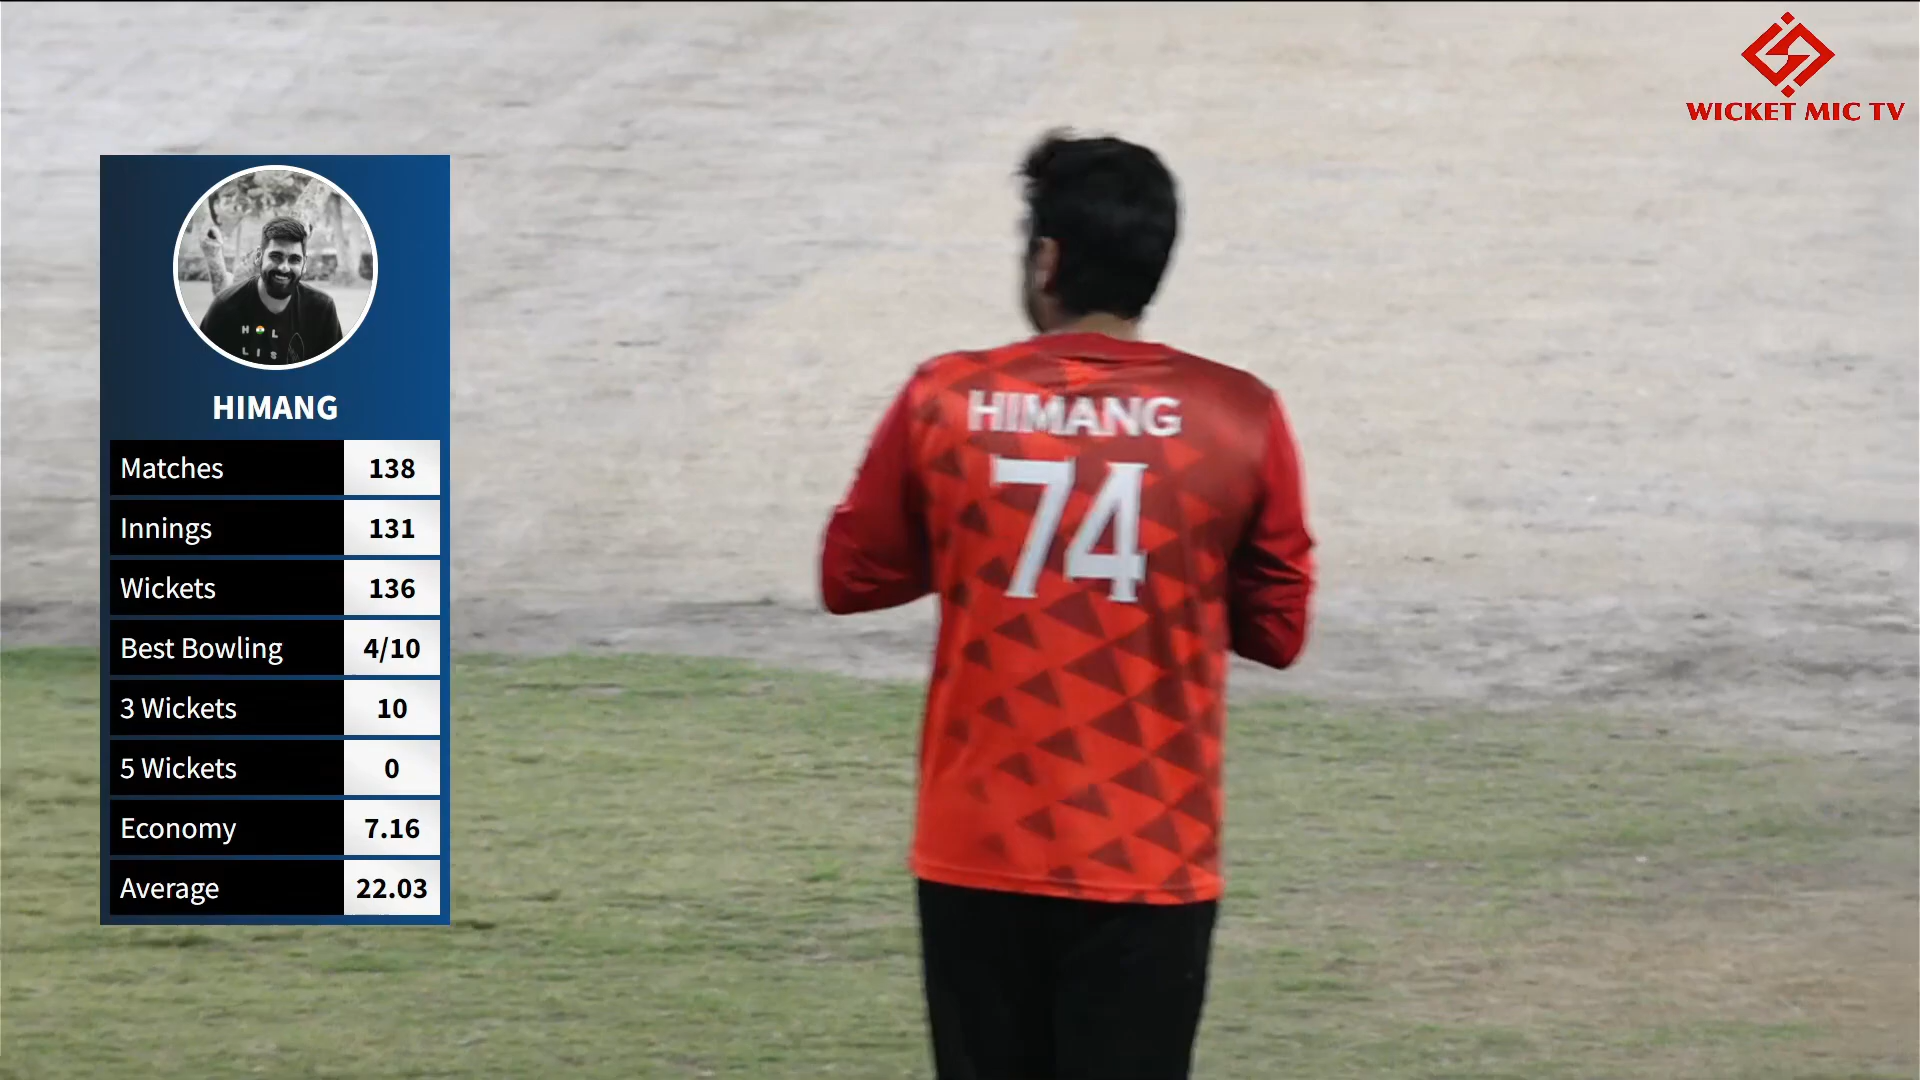 WICKET MIC TV
H L
L I S
HIMANG
Matches 138
Innings 131
Wickets 136
Best Bowling 4/10
3 Wickets 10
5 Wickets 0
Economy 7.16
Average 22.03
HIMANG
74